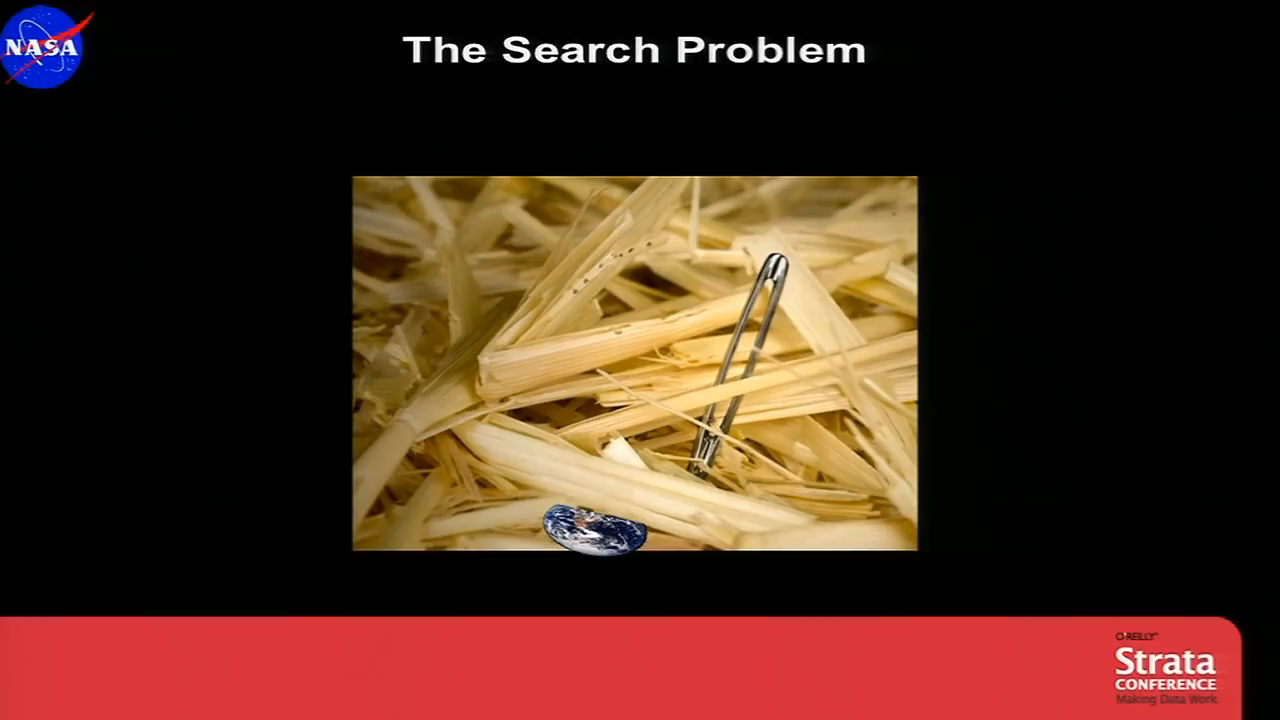 NASA
The Search Problem
O'REILLY
Strata
CONFERENCE
Making Data Work